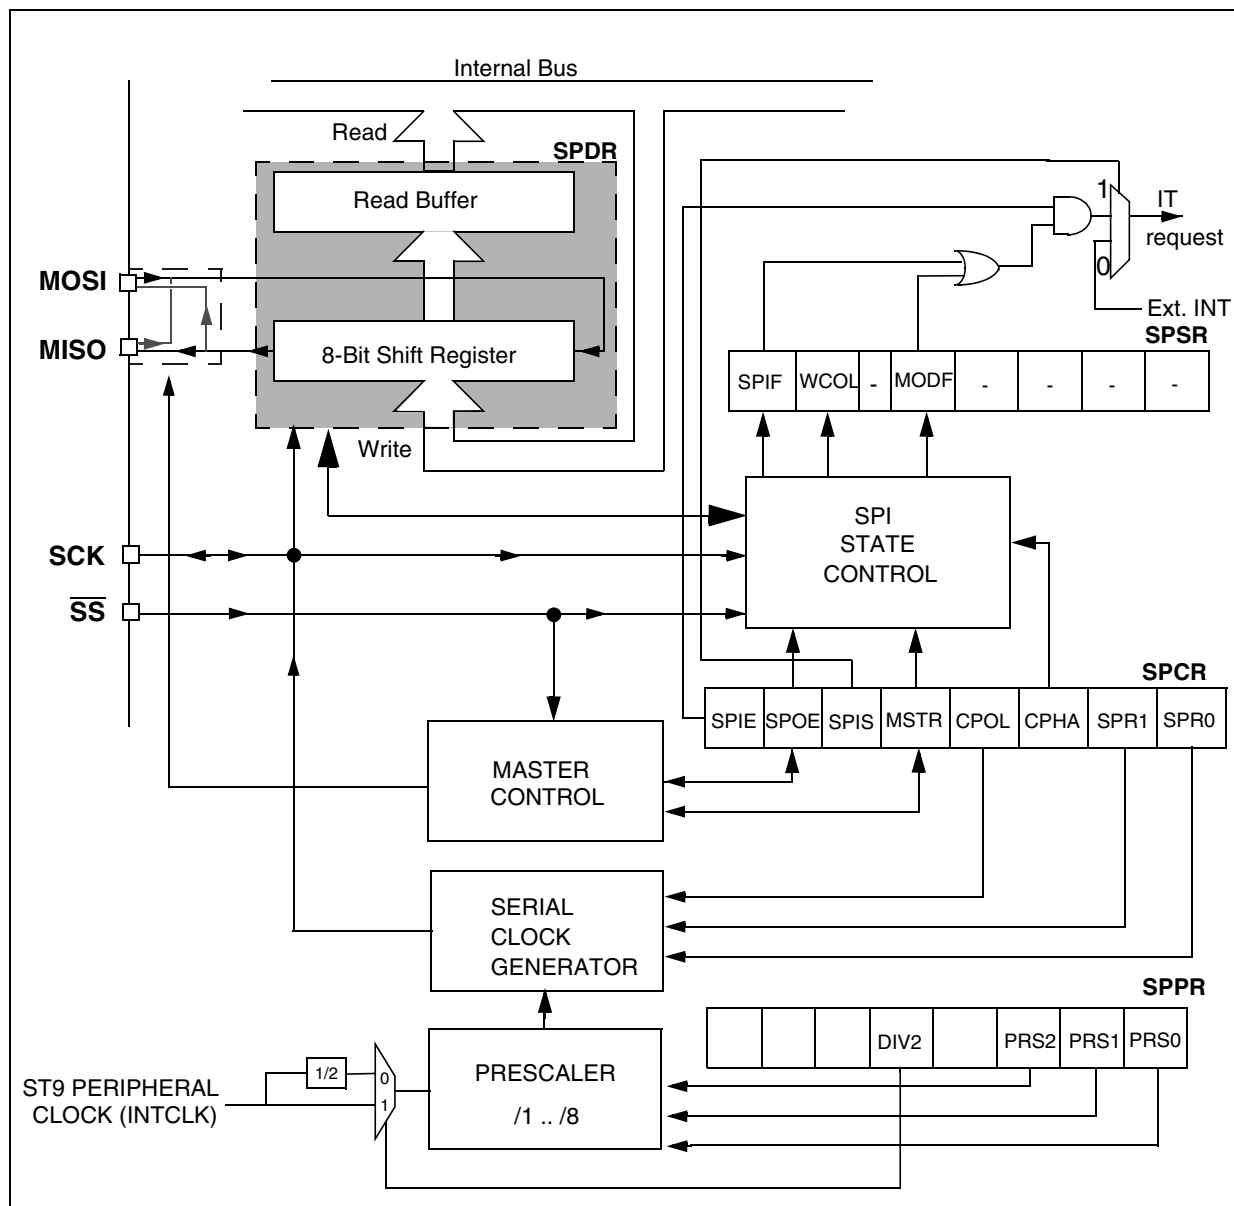 Internal Bus
Read
SPDR
Read Buffer
1
IT
request
0
MOSI
Ext. INT
MISO
8-Bit Shift Register
SPSR
SPIF WCOL - MODF - - - -
Write
SPI
STATE
CONTROL
SCK
SS
SPCR
SPIE SPOE SPIS MSTR CPOL CPHA SPR1 SPR0
MASTER
CONTROL
SERIAL
CLOCK
GENERATOR
SPPR
DIV2 PRS2 PRS1 PRS0
PRESCALER
/1 .. /8
1/2
0
1
ST9 PERIPHERAL
CLOCK (INTCLK)